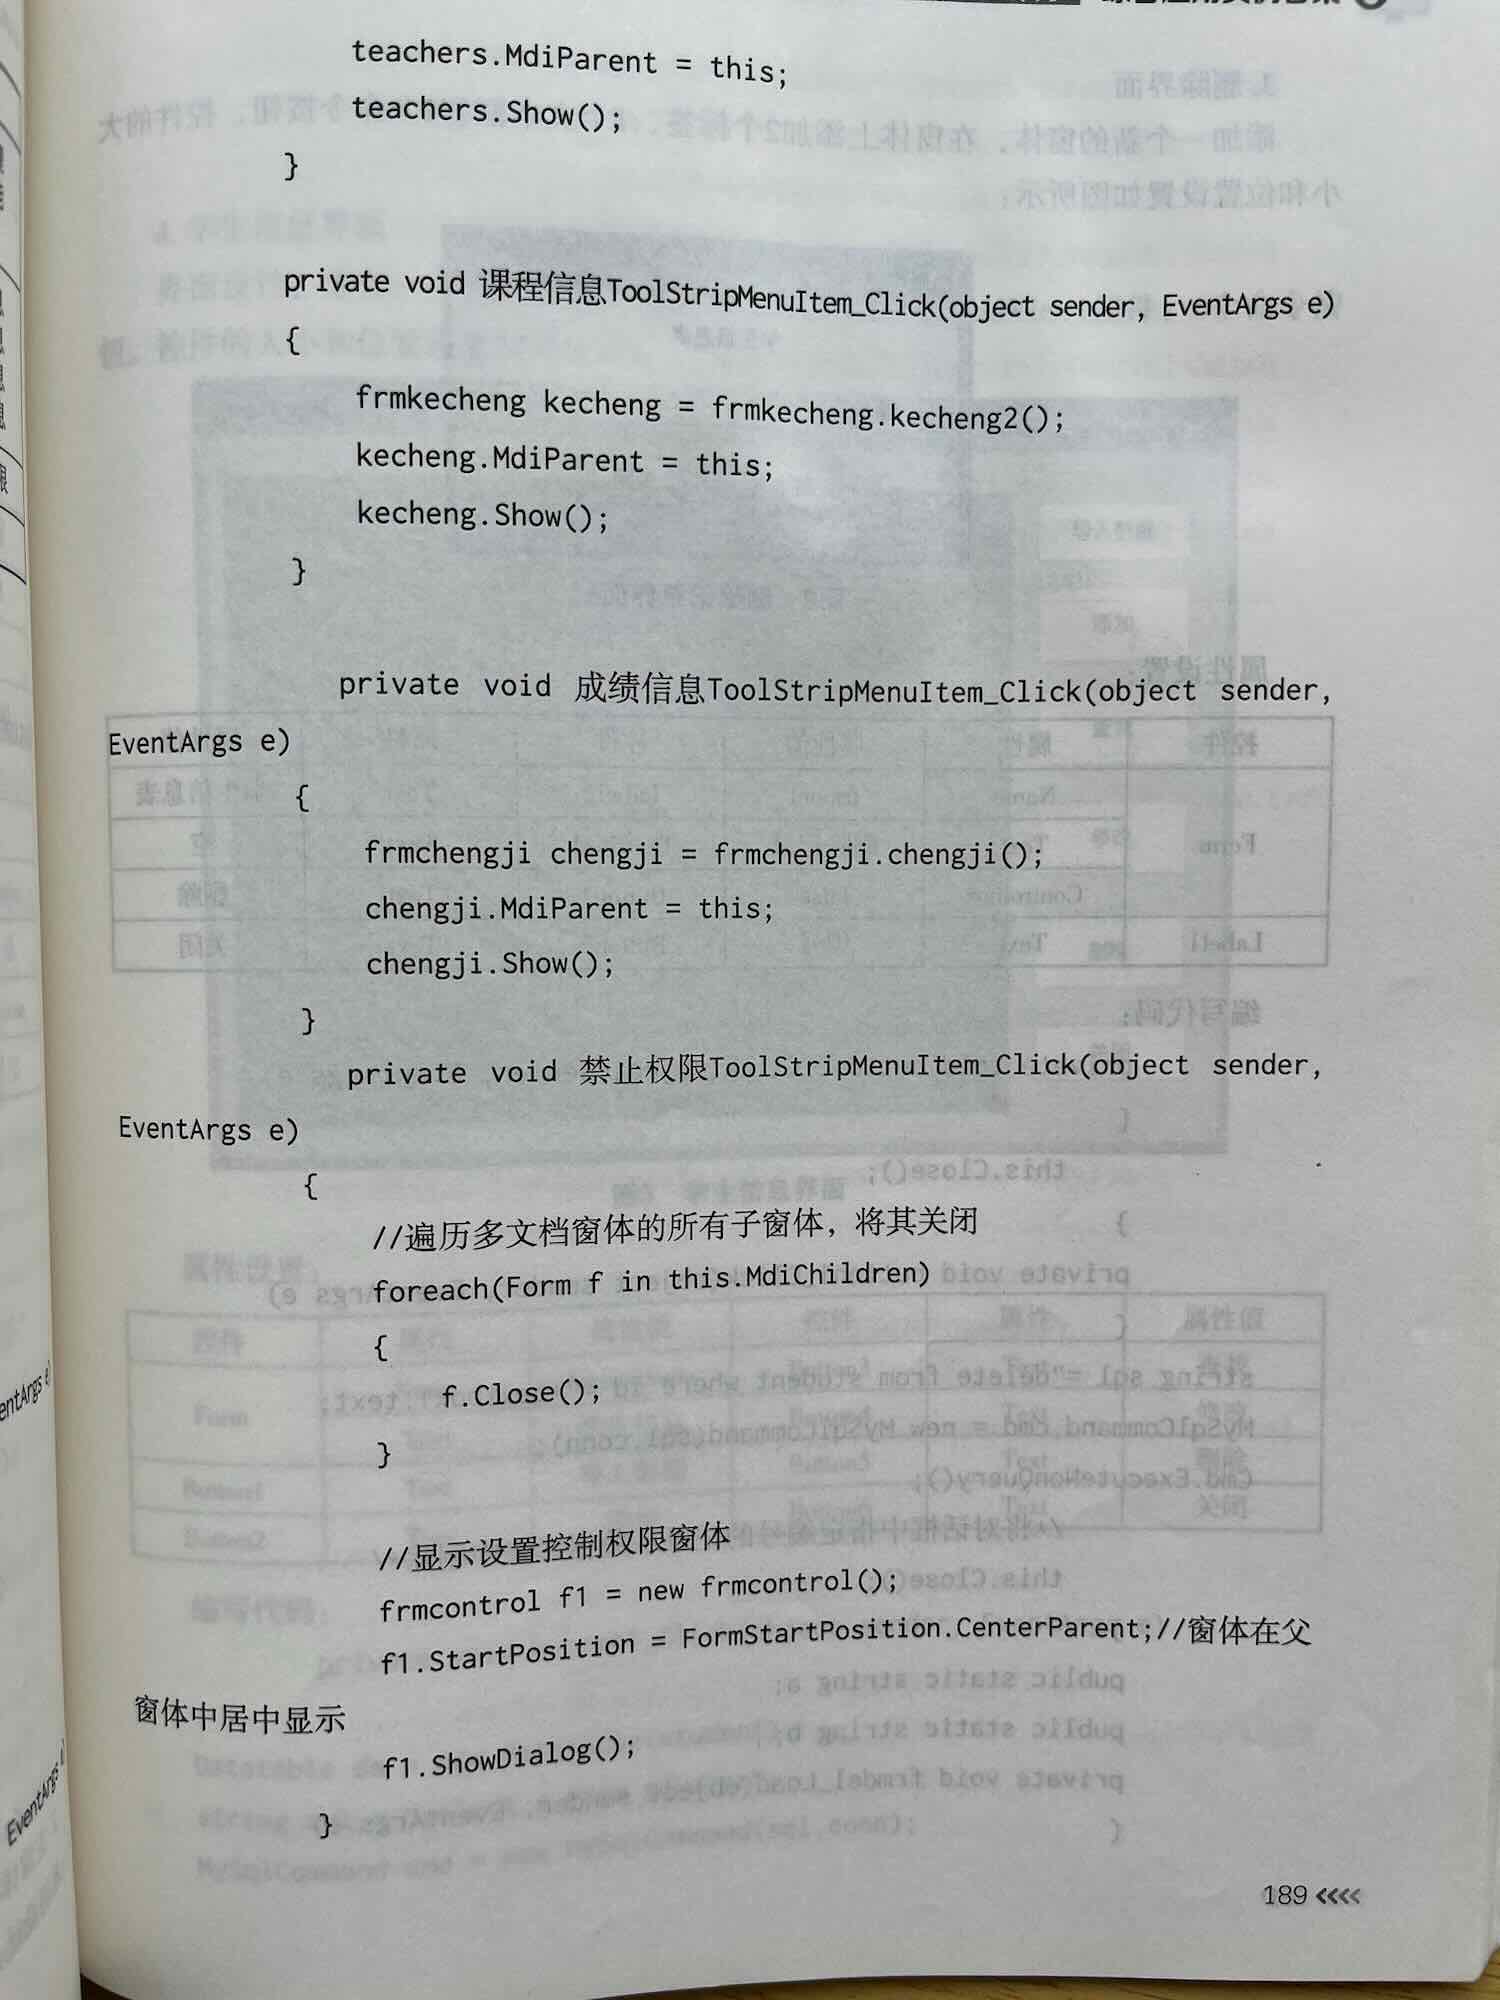 teachers.MdiParent = this;
teachers.Show();
}
private void 课程信息ToolStripMenuItem_Click(object sender, EventArgs e)
{
frmkecheng kecheng = frmkecheng.kecheng2();
kecheng.MdiParent = this;
kecheng.Show();
}
private void 成绩信息ToolStripMenuItem_Click(object sender,
EventArgs e)
{
frmchengji chengji = frmchengji.chengji();
chengji.MdiParent = this;
chengji.Show();
}
private void 禁止权限ToolStripMenuItem_Click(object sender,
EventArgs e)
{
//遍历多文档窗体的所有子窗体，将其关闭
foreach(Form f in this.MdiChildren)
{
f.Close();
}
//显示设置控制权限窗体
frmcontrol f1 = new frmcontrol();
f1.StartPosition = FormStartPosition.CenterParent;//窗体在父
窗体中居中显示
f1.ShowDialog();
}
189 <<<<